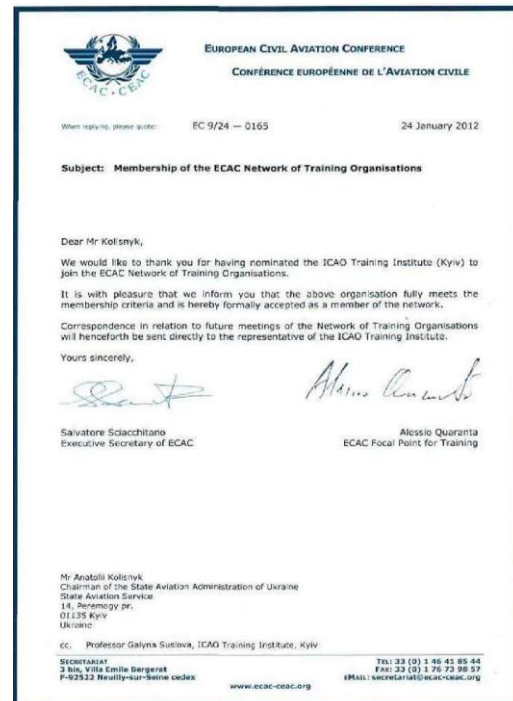 ECAC • CEAC
EUROPEAN CIVIL AVIATION CONFERENCE
CONFÉRENCE EUROPÉENNE DE L'AVIATION CIVILE
When replying, please quote: EC 9/24 — 0165 24 January 2012
Subject: Membership of the ECAC Network of Training Organisations
Dear Mr Kolisnyk,
We would like to thank you for having nominated the ICAO Training Institute (Kyiv) to
join the ECAC Network of Training Organisations.
It is with pleasure that we inform you that the above organisation fully meets the
membership criteria and is hereby formally accepted as a member of the network.
Correspondence in relation to future meetings of the Network of Training Organisations
will henceforth be sent directly to the representative of the ICAO Training Institute.
Yours sincerely,
Salvatore Sciacchitano
Executive Secretary of ECAC
Alessio Quaranta
ECAC Focal Point for Training
Mr Anatolii Kolisnyk
Chairman of the State Aviation Administration of Ukraine
State Aviation Service
14, Peremogy pr.
01135 Kyiv
Ukraine
cc. Professor Galyna Suslova, ICAO Training Institute, Kyiv
SECRETARIAT
3 bis, Villa Emile Bergerat
F-92522 Neuilly-sur-Seine cedex
TEL: 33 (0) 1 46 41 85 44
FAX: 33 (0) 1 76 73 98 57
EMAIL: secretariat@ecac-ceac.org
www.ecac-ceac.org